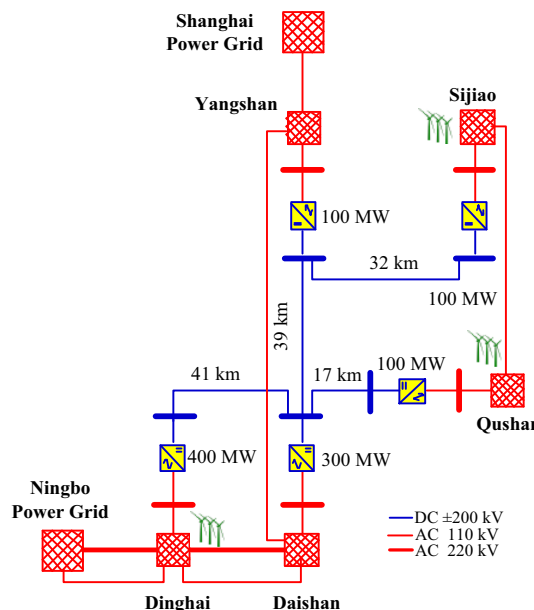 Shanghai
Power Grid
Yangshan
Sijiao
100 MW
32 km
100 MW
39 km
41 km
17 km
100 MW
Qushan
400 MW
300 MW
Ningbo
Power Grid
DC ±200 kV
AC 110 kV
AC 220 kV
Dinghai
Daishan